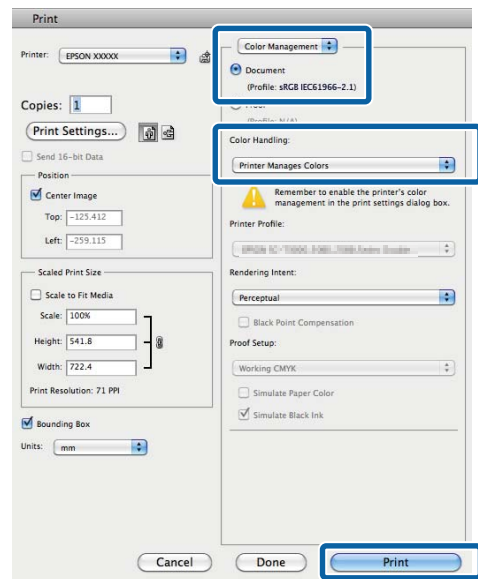 Print
Printer: EPSON XXXXX
Copies: 1
Print Settings...
Send 16-bit Data
Position
Center Image
Top: -125.412
Left: -259.115
Scaled Print Size
Scale to Fit Media
Scale: 100%
Height: 541.8
Width: 722.4
Print Resolution: 71 PPI
Bounding Box
Units: mm
Color Management
Document
(Profile: sRGB IEC61966-2.1)
Color Handling:
Printer Manages Colors
Remember to enable the printer's color
management in the print settings dialog box.
Printer Profile:
Rendering Intent:
Perceptual
Black Point Compensation
Proof Setup:
Working CMYK
Simulate Paper Color
Simulate Black Ink
Cancel
Done
Print